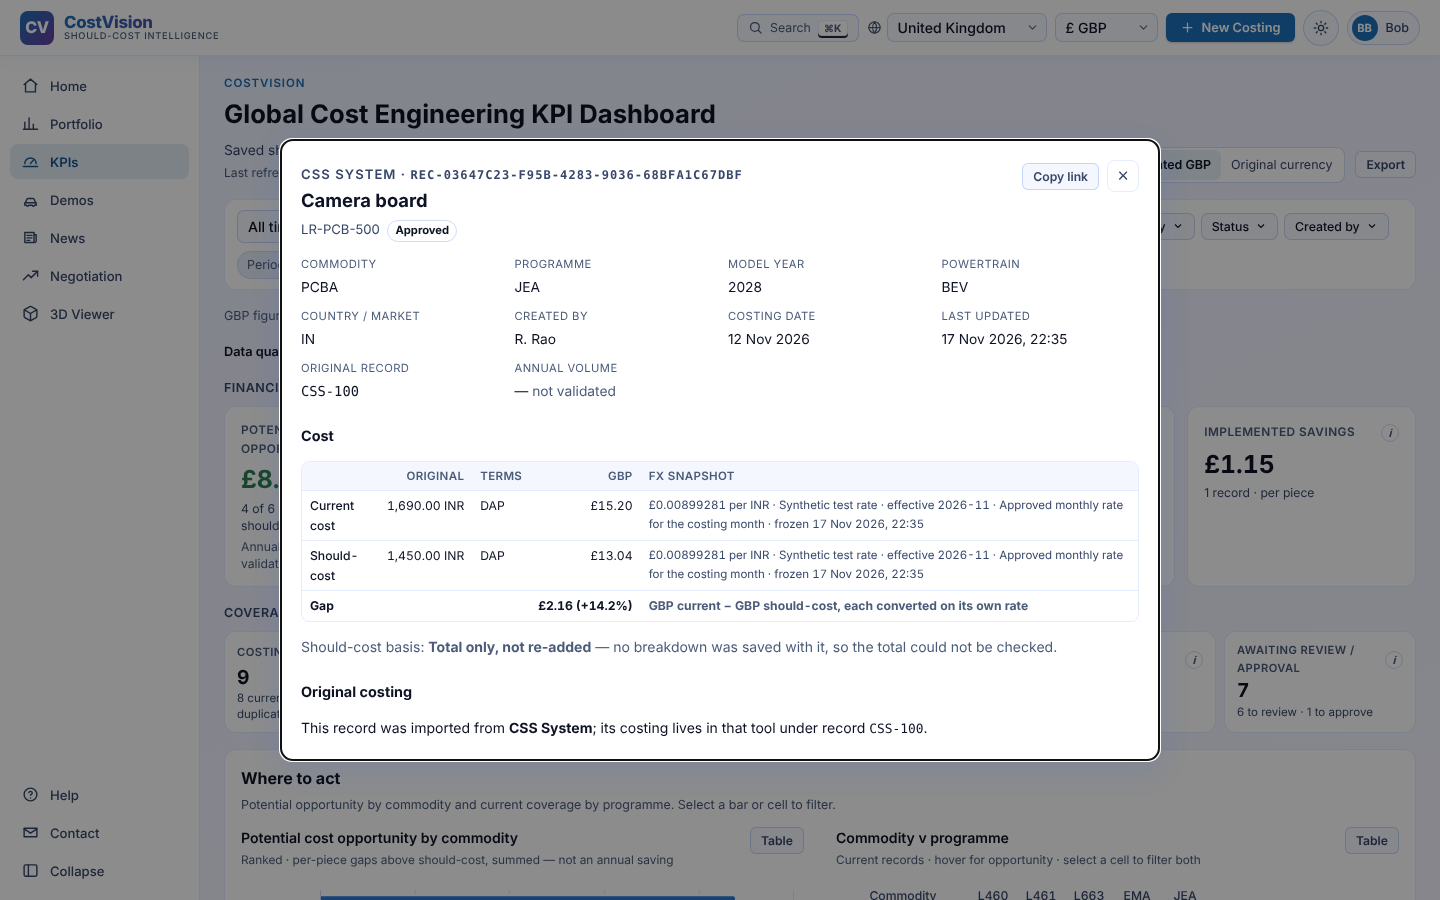 CV
CostVision
SHOULD-COST INTELLIGENCE
Search ⌘K
United Kingdom
£ GBP
+ New Costing
BB Bob
Home
Portfolio
KPIs
Demos
News
Negotiation
3D Viewer
Help
Contact
Collapse
COSTVISION
Global Cost Engineering KPI Dashboard
Saved
Last refre
GBP Original currency
Export
All
Status
Created by
GBP
Data
IMPLEMENTED SAVINGS i
£1.15
1 record · per piece
4 of 6
9
8
i
AWAITING REVIEW / APPROVAL i
7
6 to review · 1 to approve
CSS SYSTEM · REC-03647C23-F95B-4283-9036-68BFA1C67DBF
Copy link ✕
Camera board
LR-PCB-500 Approved
COMMODITY PROGRAMME MODEL YEAR POWERTRAIN
PCBA JEA 2028 BEV
COUNTRY / MARKET CREATED BY COSTING DATE LAST UPDATED
IN R. Rao 12 Nov 2026 17 Nov 2026, 22:35
ORIGINAL RECORD ANNUAL VOLUME
CSS-100 — not validated
Cost
ORIGINAL TERMS GBP FX SNAPSHOT
Current cost 1,690.00 INR DAP £15.20 £0.00899281 per INR · Synthetic test rate · effective 2026-11 · Approved monthly rate
for the costing month · frozen 17 Nov 2026, 22:35
Should-cost 1,450.00 INR DAP £13.04 £0.00899281 per INR · Synthetic test rate · effective 2026-11 · Approved monthly rate
for the costing month · frozen 17 Nov 2026, 22:35
Gap £2.16 (+14.2%) GBP current − GBP should-cost, each converted on its own rate
Should-cost basis: Total only, not re-added — no breakdown was saved with it, so the total could not be checked.
Original costing
This record was imported from CSS System; its costing lives in that tool under record CSS-100.
Where to act
Potential opportunity by commodity and current coverage by programme. Select a bar or cell to filter.
Potential cost opportunity by commodity
Table
Ranked · per-piece gaps above should-cost, summed — not an annual saving
Commodity v programme
Table
Current records · hover for opportunity · select a cell to filter both
Commodity L460 L461 L663 EMA JEA